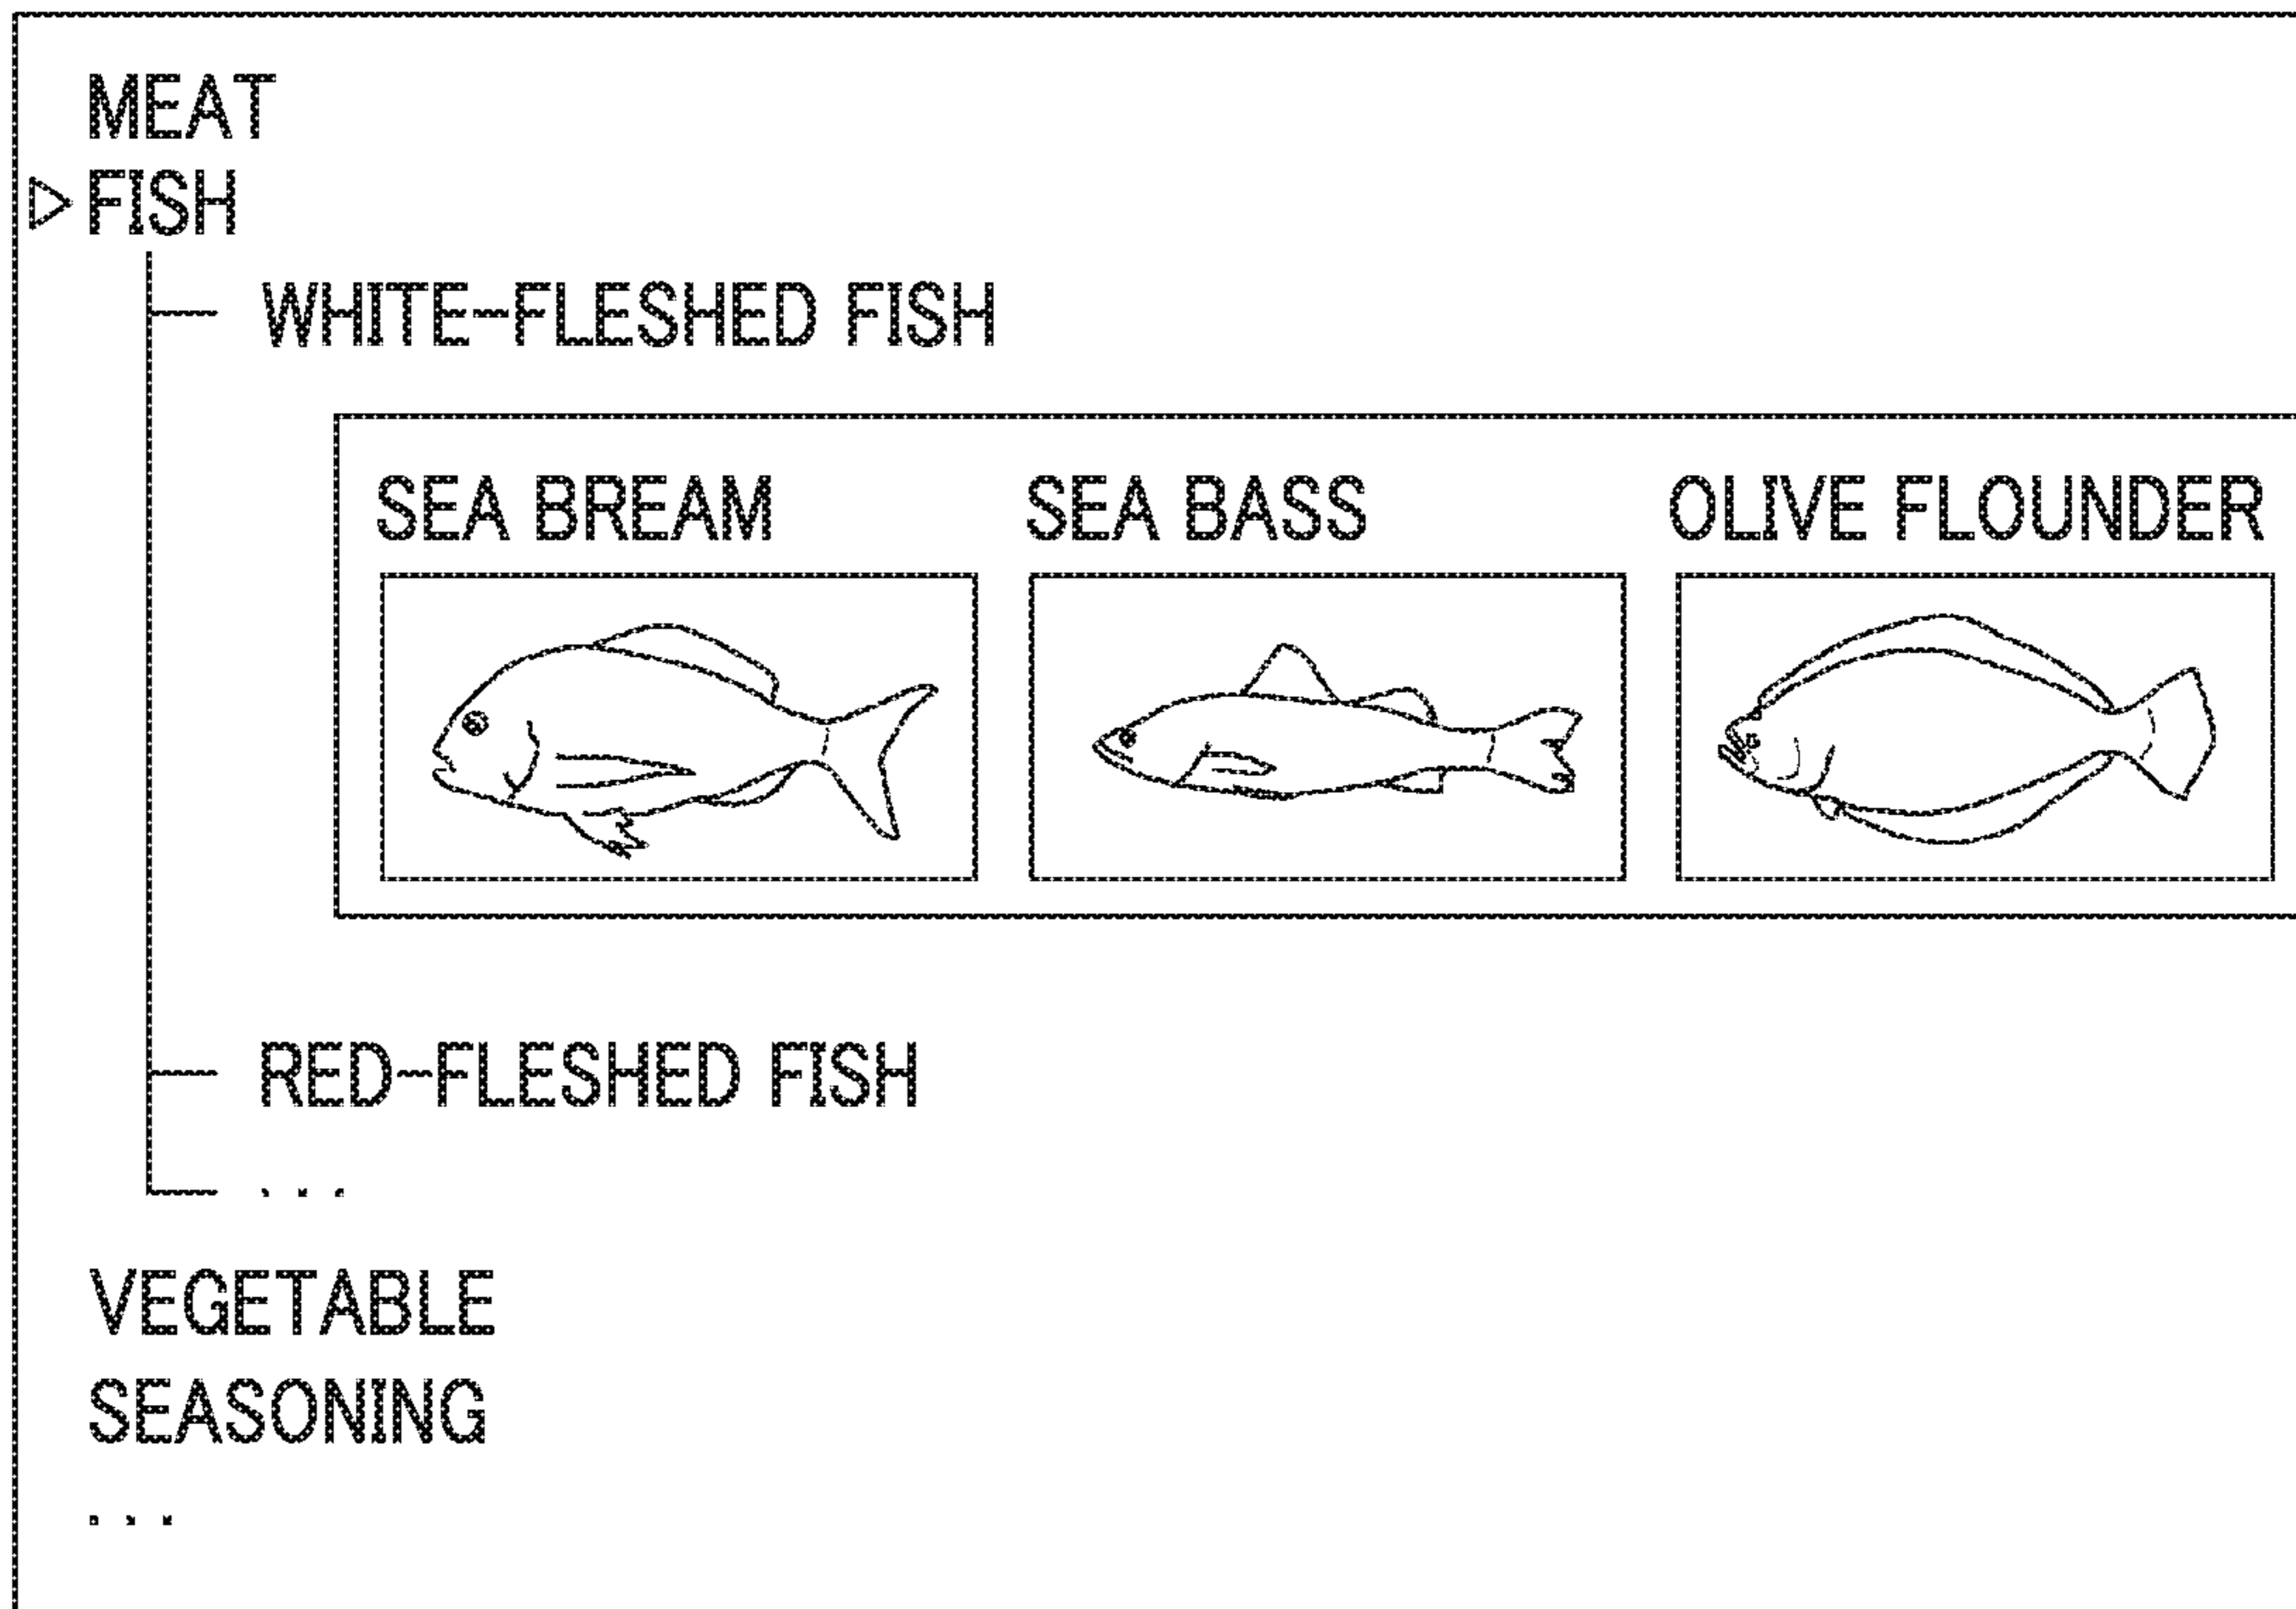 MEAT
FISH
WHITE-FLESHED FISH
SEA BREAM SEA BASS OLIVE FLOUNDER
RED-FLESHED FISH
...
VEGETABLE
SEASONING
...